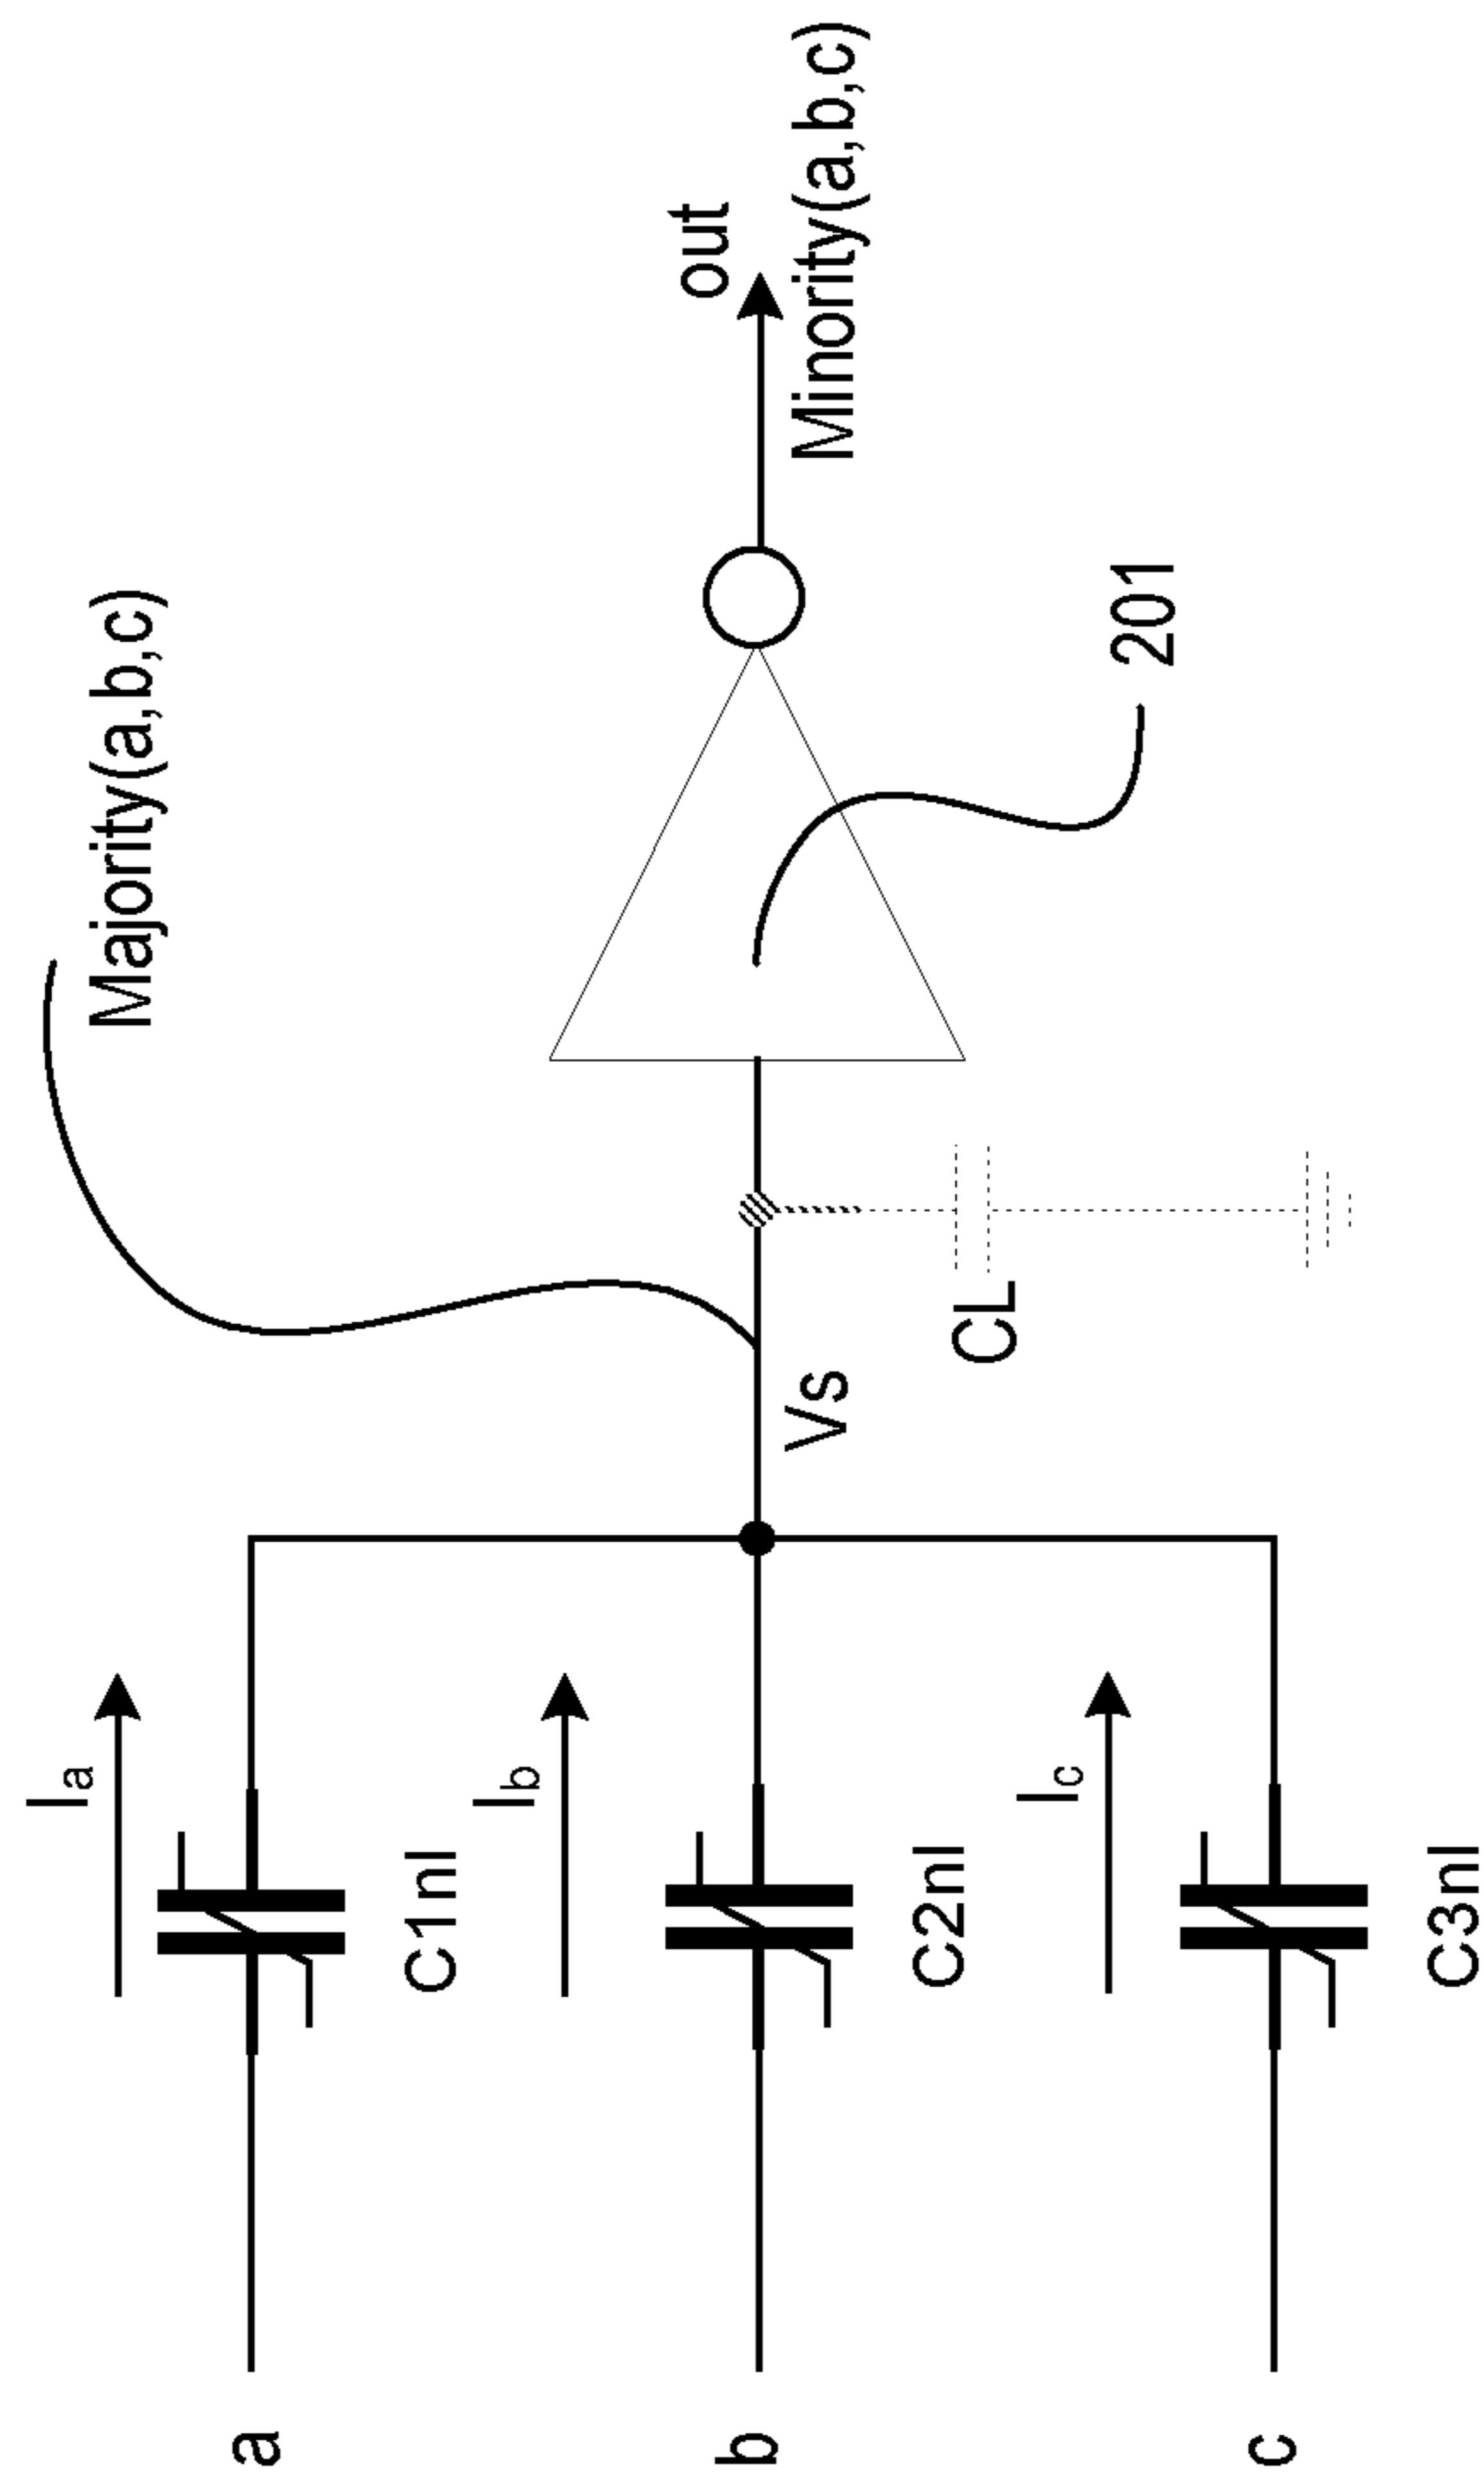 Majority(a,b,c)
a
Ia
C1nl
b
Ib
C2nl
Vs
out
Minority(a,b,c)
CL
201
c
Ic
C3nl